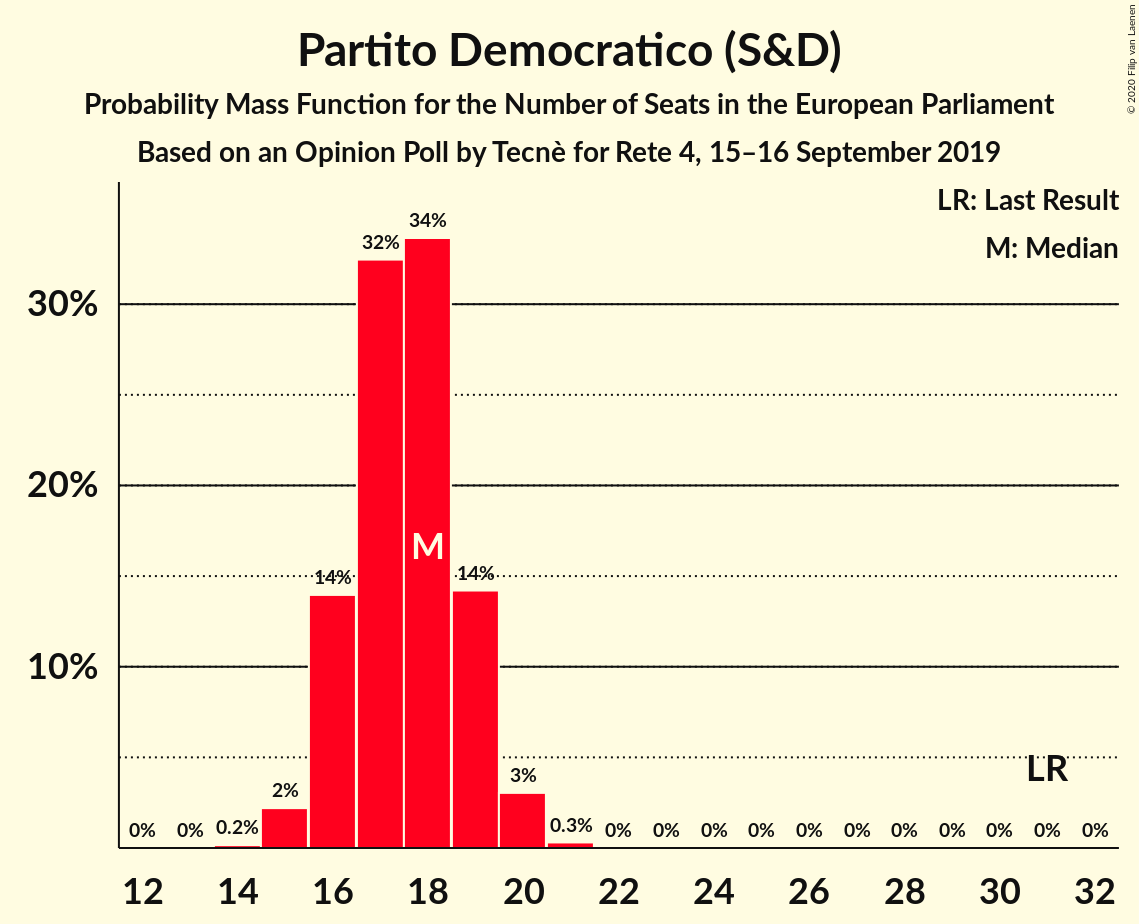 Partito Democratico (S&D)
Probability Mass Function for the Number of Seats in the European Parliament
Based on an Opinion Poll by Tecnè for Rete 4, 15–16 September 2019
© 2020 Filip van Laenen
LR: Last Result
M: Median
34%
32%
30%
20%
M
14%
14%
10%
LR
3%
2%
0% 0% 0.2% 0.3% 0% 0% 0% 0% 0% 0% 0% 0% 0% 0% 0%
12 14 16 18 20 22 24 26 28 30 32